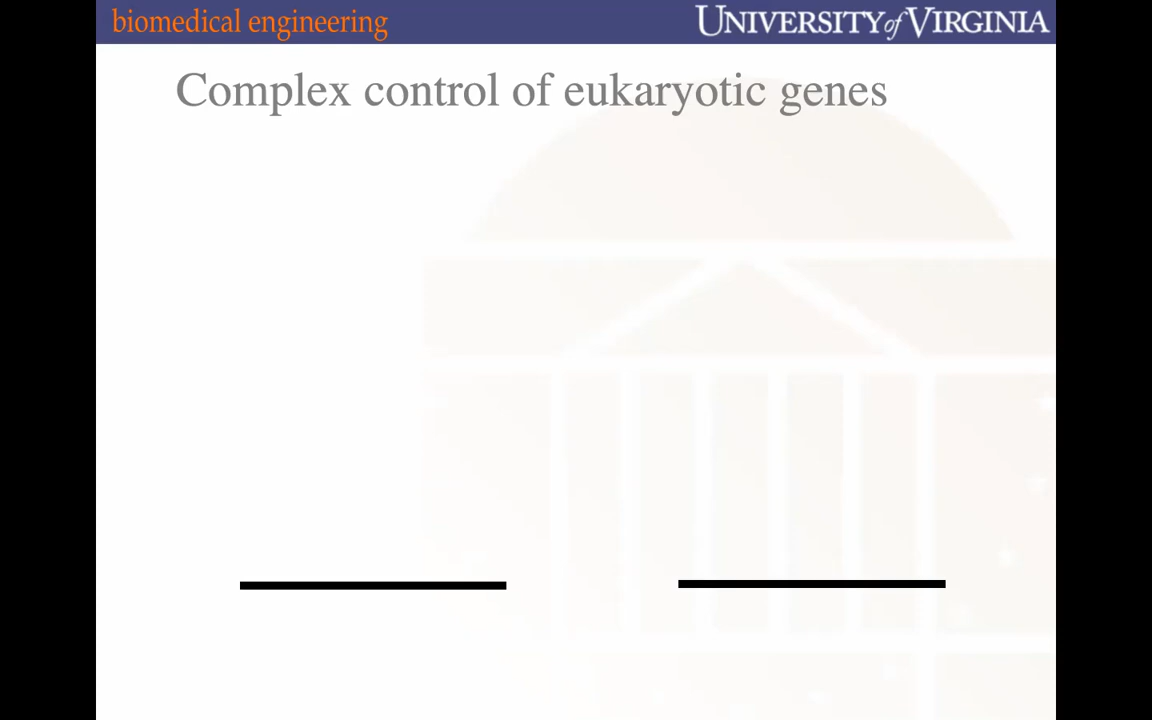 biomedical engineering
UNIVERSITY of VIRGINIA
Complex control of eukaryotic genes